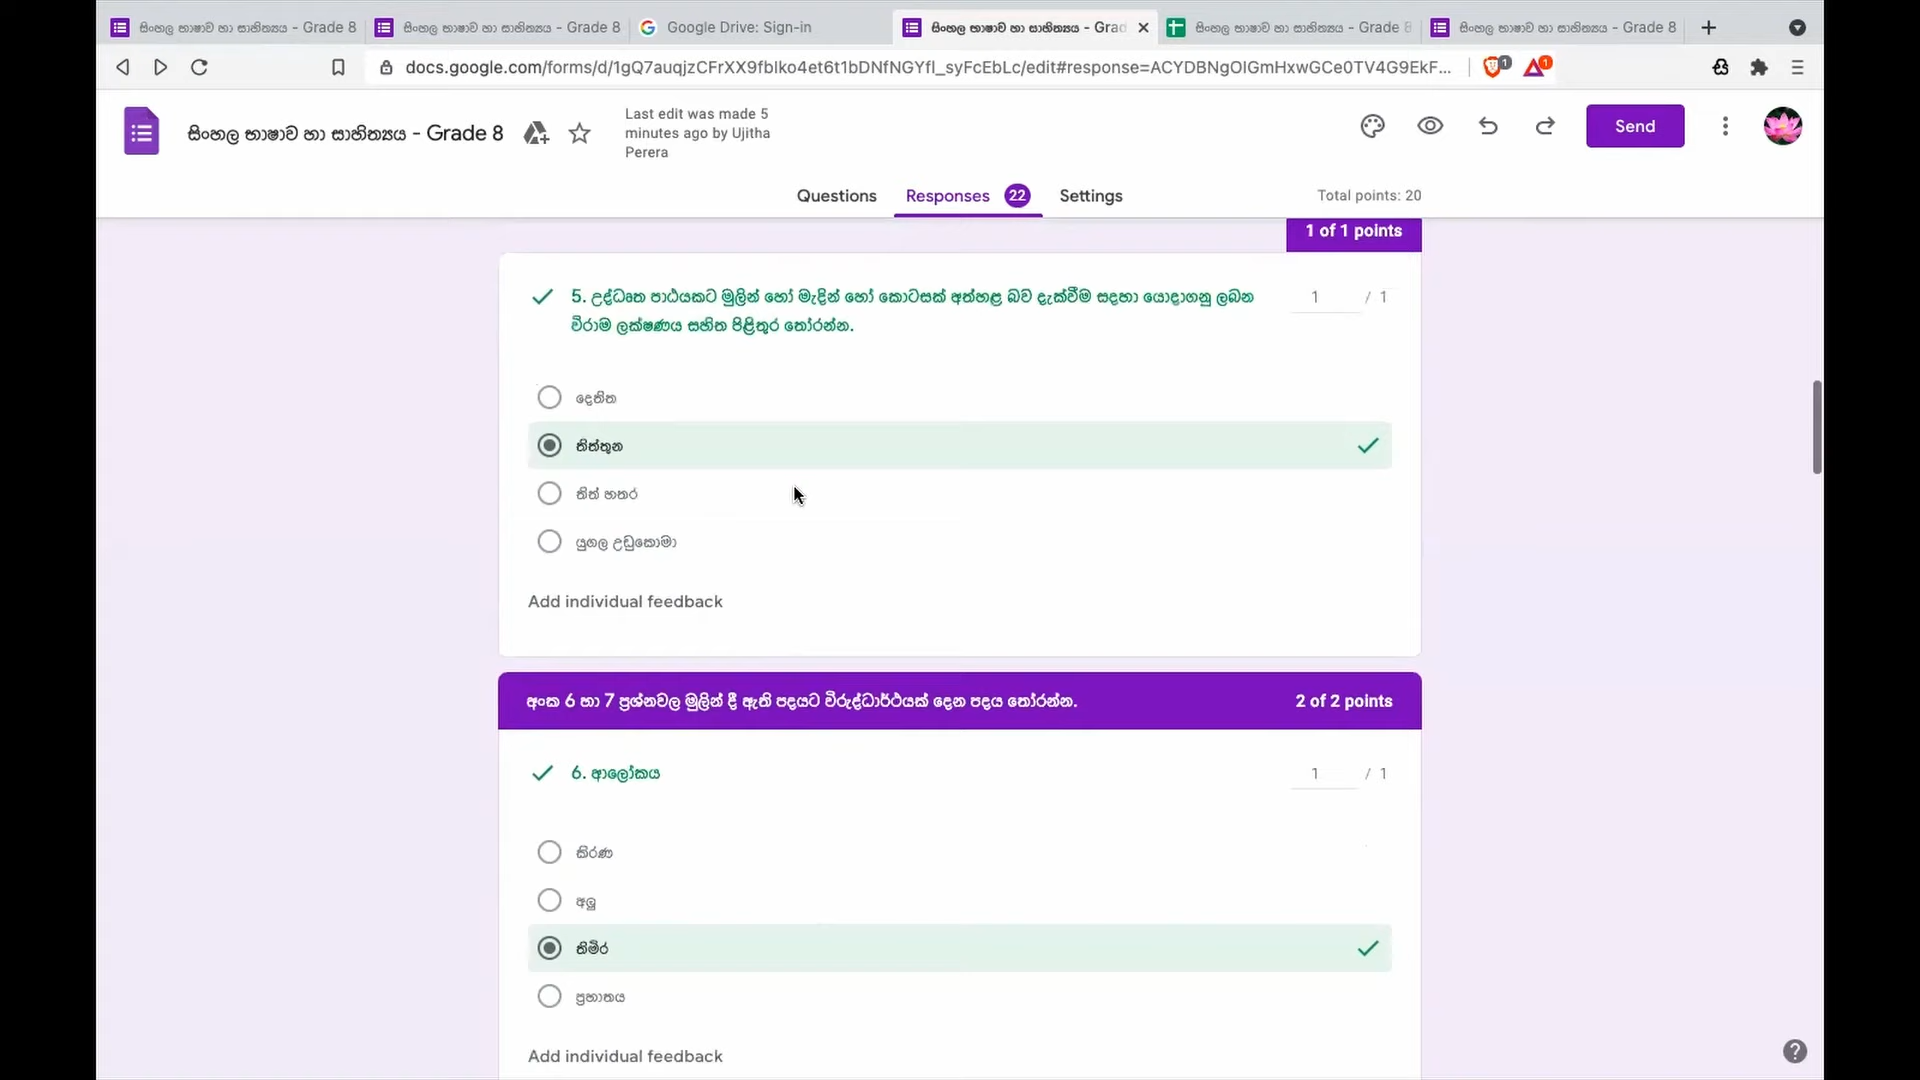 සිංහල භාෂාව හා සාහිත්‍යය - Grade 8
සිංහල භාෂාව හා සාහිත්‍යය - Grade 8
Google Drive: Sign-in
සිංහල භාෂාව හා සාහිත්‍යය - Grad
සිංහල භාෂාව හා සාහිත්‍යය - Grade 8
සිංහල භාෂාව හා සාහිත්‍යය - Grade 8
docs.google.com/forms/d/1gQ7auqjzCFrXX9fblko4et6t1bDNfNGYfl_syFcEbLc/edit#response=ACYDBNgOlGmHxwGCe0TV4G9EkF...
1
1
සිංහල භාෂාව හා සාහිත්‍යය - Grade 8
Last edit was made 5
minutes ago by Ujitha
Perera
Send
Questions
Responses 22
Settings
Total points: 20
1 of 1 points
5. උද්ධෘත පාඨයකට මුලින් හෝ මැදින් හෝ කොටසක් අත්හළ බව දැක්වීම සඳහා යොදාගනු ලබන
විරාම ලක්ෂණය සහිත පිළිතුර තෝරන්න.
1 / 1
දෙතිත
තිත්තුන
තිත් හතර
යුගල උඩුකොමා
Add individual feedback
අංක 6 හා 7 ප්‍රශ්නවල මුලින් දී ඇති පදයට විරුද්ධාර්ථයක් දෙන පදය තෝරන්න.
2 of 2 points
6. ආලෝකය
1 / 1
කිරණ
අලු
තිමිර
ප්‍රභාතය
Add individual feedback